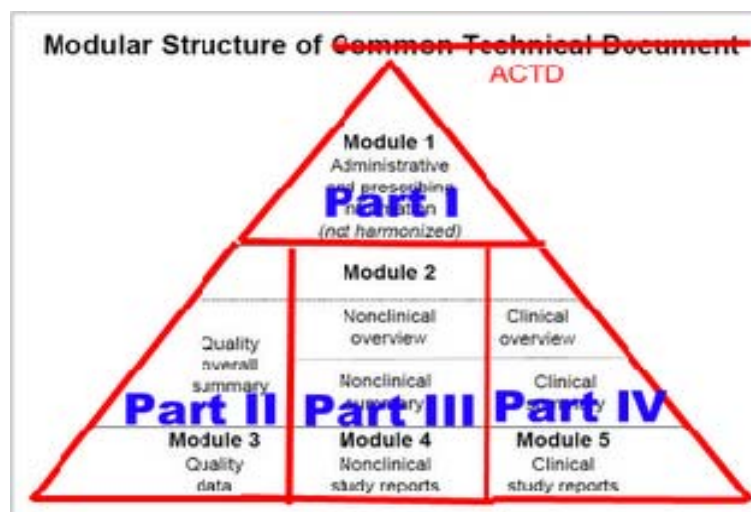 Modular Structure of Common Technical Document
ACTD
Module 1
Administrative
and prescribing
information
Part I
(not harmonized)
Module 2
Nonclinical
overview
Clinical
overview
Quality
overall
summary
Nonclinical
summary
Clinical
summary
Part II
Part III
Part IV
Module 3
Quality
data
Module 4
Nonclinical
study reports
Module 5
Clinical
study reports